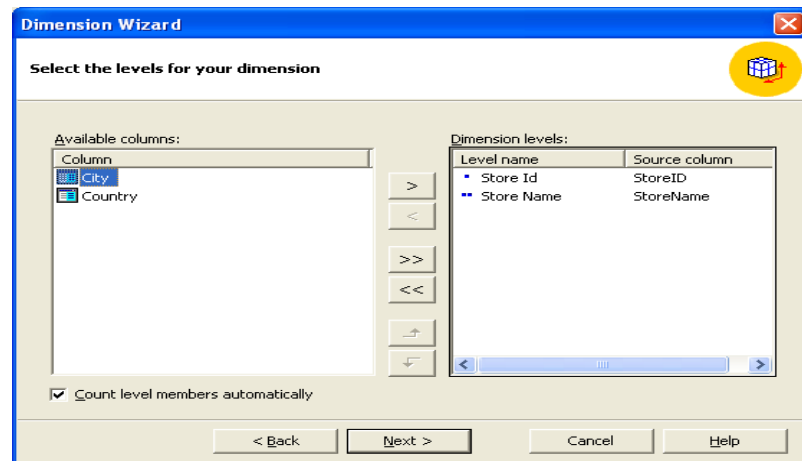 Dimension Wizard
Select the levels for your dimension
Available columns:
Dimension levels:
Column
Level name Source column
City
Store Id StoreID
Country
Store Name StoreName
>
<
>>
<<
Count level members automatically
< Back Next > Cancel Help